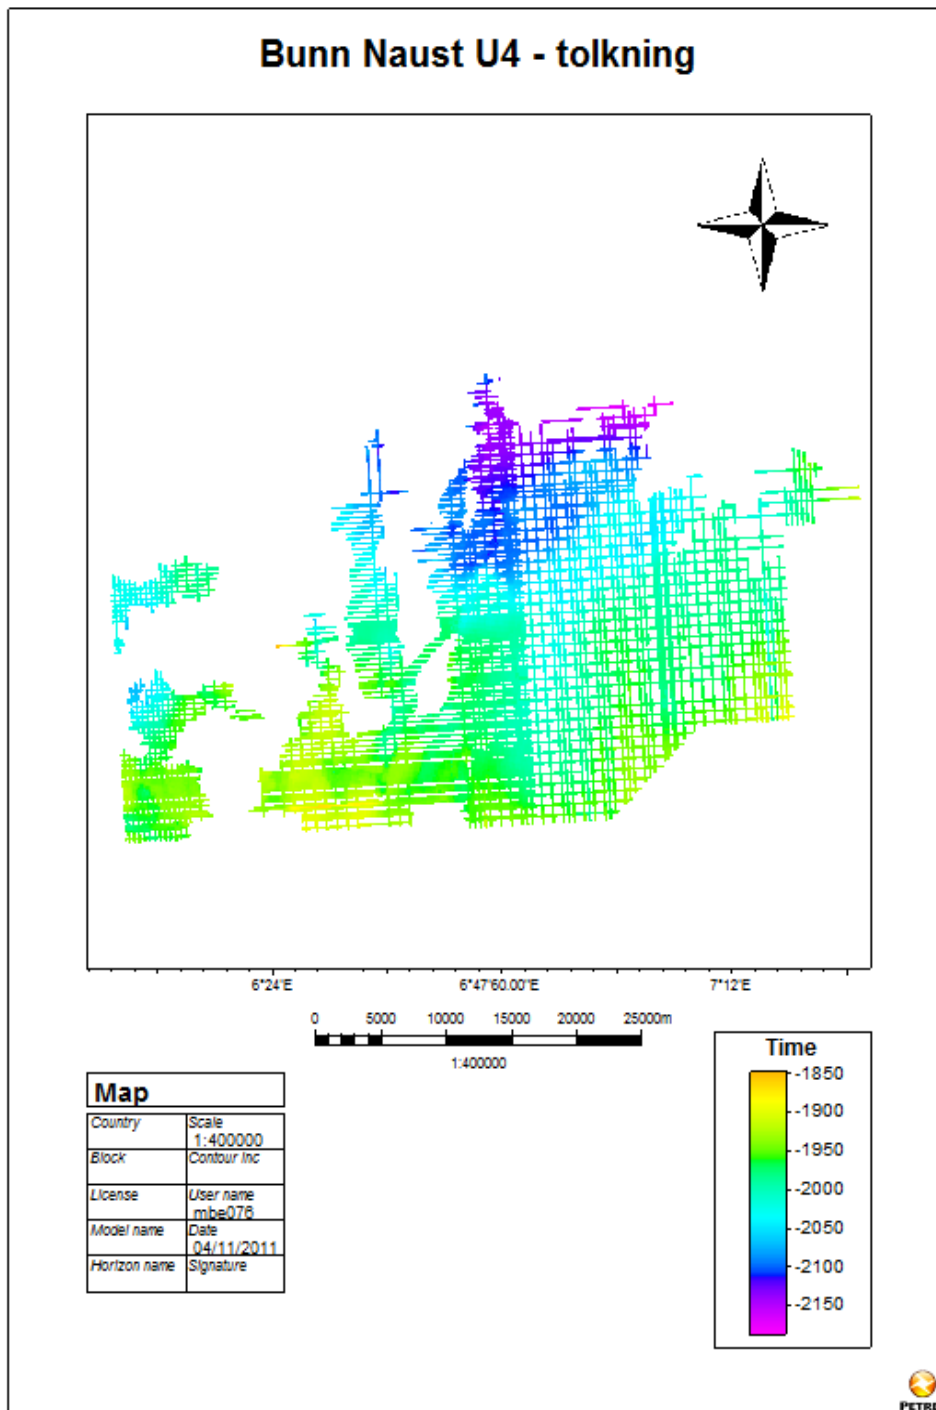 Bunn Naust U4 - tolkning
6°24'E 6°47'60.00"E 7°12'E
0 5000 10000 15000 20000 25000m
1:400000
Time
-1850
-1900
-1950
-2000
-2050
-2100
-2150
Map
Country Scale
1:400000
Block Contour inc
License User name
mbe076
Model name Date
04/11/2011
Horizon name Signature